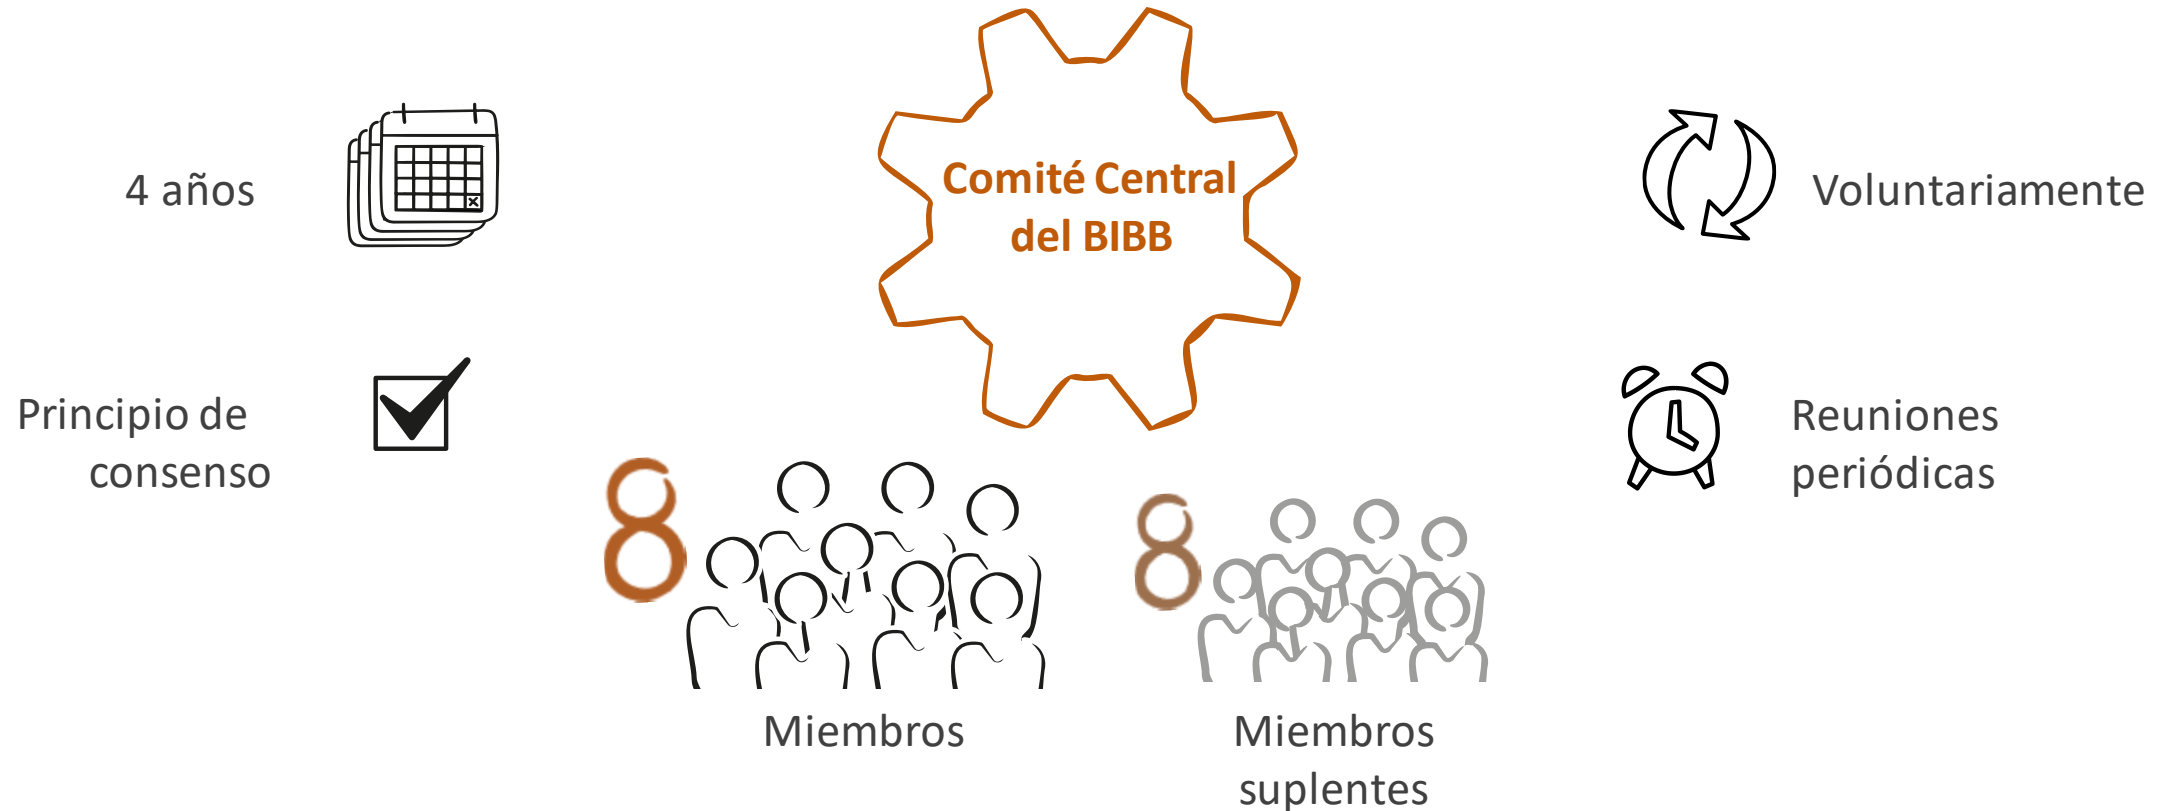 Comité Central
del BIBB
4 años
Voluntariamente
Principio de
consenso
Reuniones
periódicas
8
Miembros
8
Miembros
suplentes